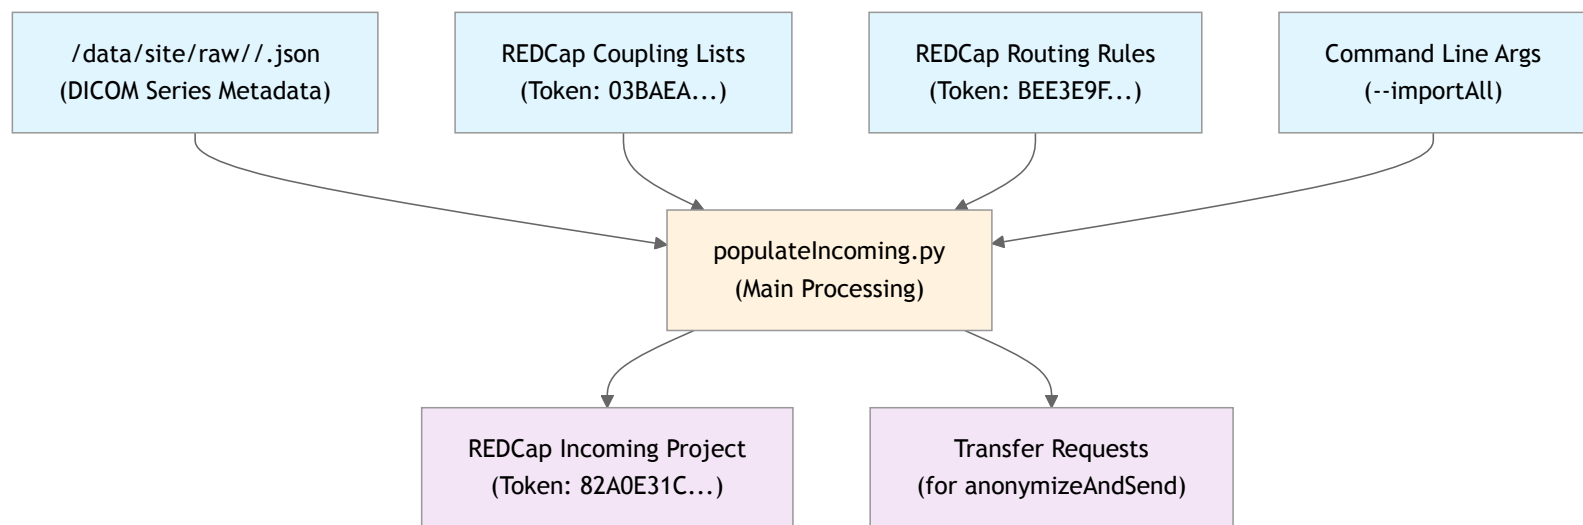 /data/site/raw//.json
(DICOM Series Metadata)
REDCap Coupling Lists
(Token: 03BAEA...)
REDCap Routing Rules
(Token: BEE3E9F...)
Command Line Args
(--importAll)
populateIncoming.py
(Main Processing)
REDCap Incoming Project
(Token: 82A0E31C...)
Transfer Requests
(for anonymizeAndSend)